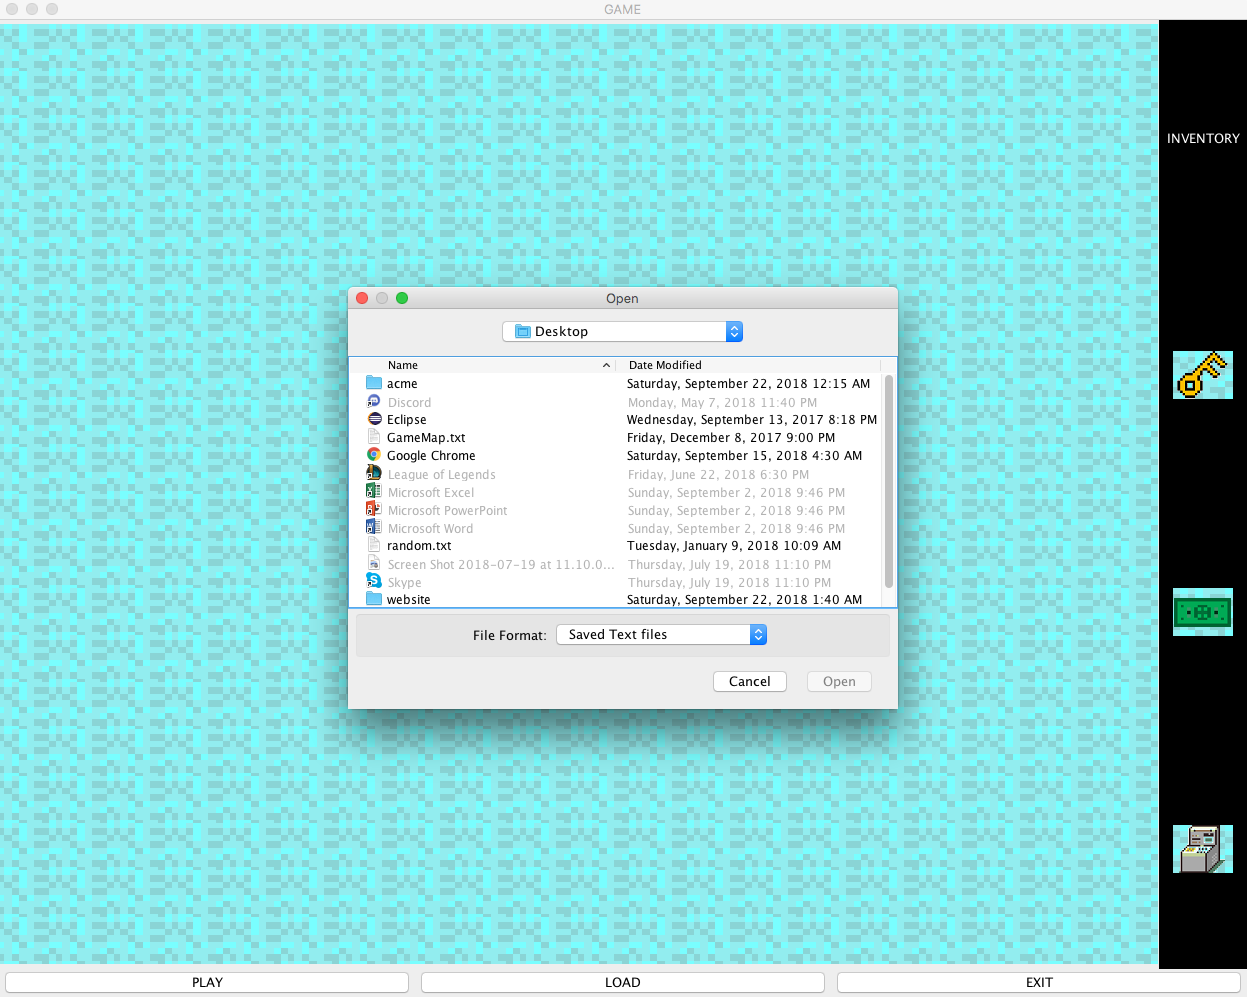 GAME
INVENTORY
Open
Desktop
Name Date Modified
acme Saturday, September 22, 2018 12:15 AM
Discord Monday, May 7, 2018 11:40 PM
Eclipse Wednesday, September 13, 2017 8:18 PM
GameMap.txt Friday, December 8, 2017 9:00 PM
Google Chrome Saturday, September 15, 2018 4:30 AM
League of Legends Friday, June 22, 2018 6:30 PM
Microsoft Excel Sunday, September 2, 2018 9:46 PM
Microsoft PowerPoint Sunday, September 2, 2018 9:46 PM
Microsoft Word Sunday, September 2, 2018 9:46 PM
random.txt Tuesday, January 9, 2018 10:09 AM
Screen Shot 2018-07-19 at 11.10.0... Thursday, July 19, 2018 11:10 PM
Skype Thursday, July 19, 2018 11:10 PM
website Saturday, September 22, 2018 1:40 AM
File Format: Saved Text files
Cancel Open
PLAY LOAD EXIT